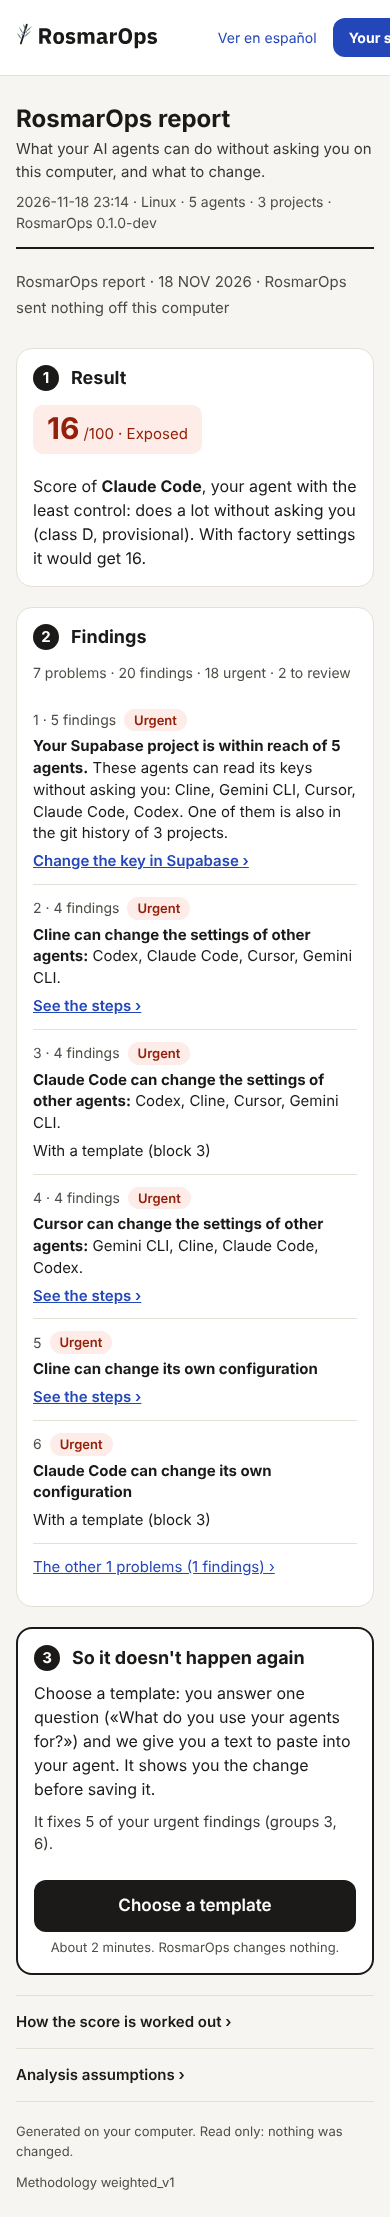 RosmarOps
Ver en español
Your s
RosmarOps report
What your AI agents can do without asking you on
this computer, and what to change.
2026-11-18 23:14 · Linux · 5 agents · 3 projects ·
RosmarOps 0.1.0-dev
RosmarOps report · 18 NOV 2026 · RosmarOps
sent nothing off this computer
1 Result
16 /100 · Exposed
Score of Claude Code, your agent with the
least control: does a lot without asking you
(class D, provisional). With factory settings
it would get 16.
2 Findings
7 problems · 20 findings · 18 urgent · 2 to review
1 · 5 findings Urgent
Your Supabase project is within reach of 5
agents. These agents can read its keys
without asking you: Cline, Gemini CLI, Cursor,
Claude Code, Codex. One of them is also in
the git history of 3 projects.
Change the key in Supabase ›
2 · 4 findings Urgent
Cline can change the settings of other
agents: Codex, Claude Code, Cursor, Gemini
CLI.
See the steps ›
3 · 4 findings Urgent
Claude Code can change the settings of
other agents: Codex, Cline, Cursor, Gemini
CLI.
With a template (block 3)
4 · 4 findings Urgent
Cursor can change the settings of other
agents: Gemini CLI, Cline, Claude Code,
Codex.
See the steps ›
5 Urgent
Cline can change its own configuration
See the steps ›
6 Urgent
Claude Code can change its own
configuration
With a template (block 3)
The other 1 problems (1 findings) ›
3 So it doesn't happen again
Choose a template: you answer one
question («What do you use your agents
for?») and we give you a text to paste into
your agent. It shows you the change
before saving it.
It fixes 5 of your urgent findings (groups 3,
6).
Choose a template
About 2 minutes. RosmarOps changes nothing.
How the score is worked out ›
Analysis assumptions ›
Generated on your computer. Read only: nothing was
changed.
Methodology weighted_v1